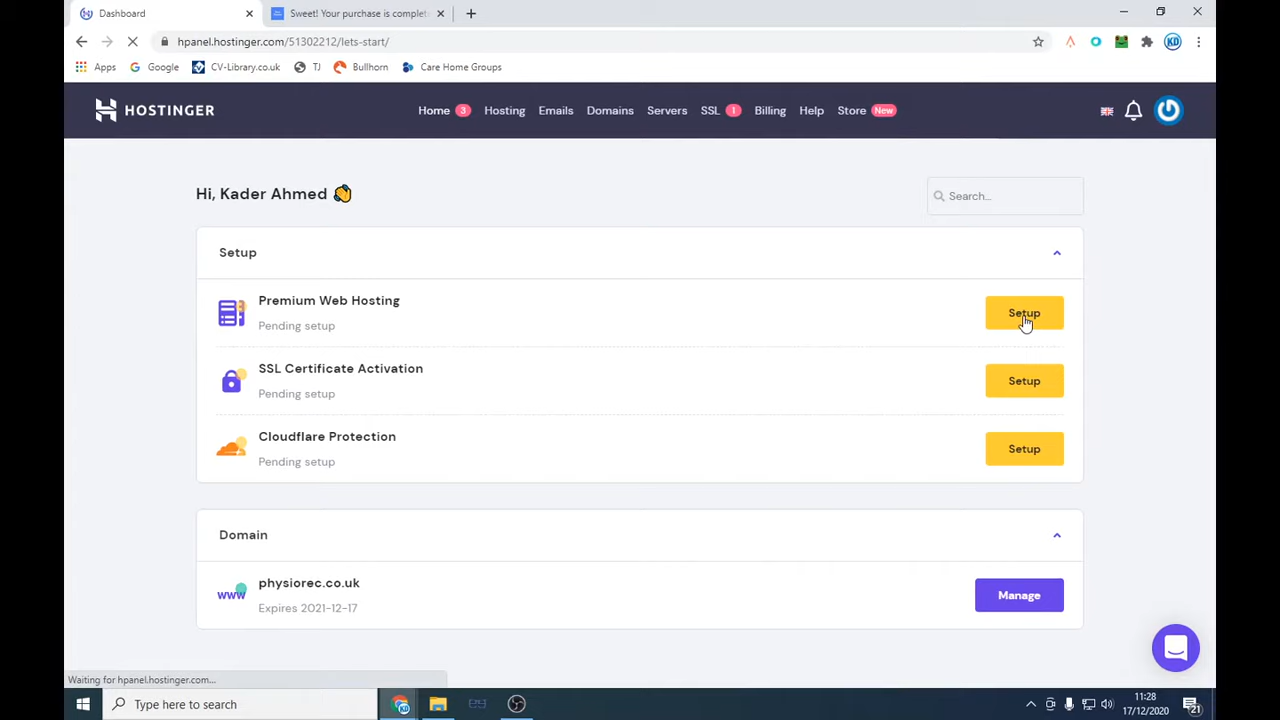 Dashboard
Sweet! Your purchase is complete
hpanel.hostinger.com/51302212/lets-start/
KD
Apps Google CV-Library.co.uk TJ Bullhorn Care Home Groups
HOSTINGER
Home 3 Hosting Emails Domains Servers SSL 1 Billing Help Store New
Hi, Kader Ahmed
Search...
Setup
Premium Web Hosting
Pending setup
Setup
SSL Certificate Activation
Pending setup
Setup
Cloudflare Protection
Pending setup
Setup
Domain
www
physiorec.co.uk
Expires 2021-12-17
Manage
Waiting for hpanel.hostinger.com...
Type here to search
11:28
17/12/2020
21